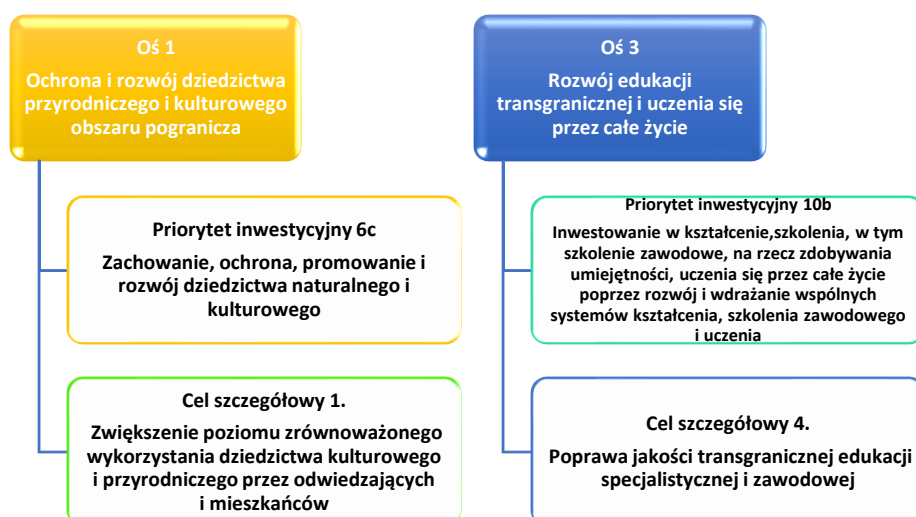 Oś 1
Ochrona i rozwój dziedzictwa
przyrodniczego i kulturowego
obszaru pogranicza
Priorytet inwestycyjny 6c
Zachowanie, ochrona, promowanie i
rozwój dziedzictwa naturalnego i
kulturowego
Cel szczegółowy 1.
Zwiększenie poziomu zrównoważonego
wykorzystania dziedzictwa kulturowego
i przyrodniczego przez odwiedzających
i mieszkańców
Oś 3
Rozwój edukacji
transgranicznej i uczenia się
przez całe życie
Priorytet inwestycyjny 10b
Inwestowanie w kształcenie,szkolenia, w tym
szkolenie zawodowe, na rzecz zdobywania
umiejętności, uczenia się przez całe życie
poprzez rozwój i wdrażanie wspólnych
systemów kształcenia, szkolenia zawodowego
i uczenia
Cel szczegółowy 4.
Poprawa jakości transgranicznej edukacji
specjalistycznej i zawodowej